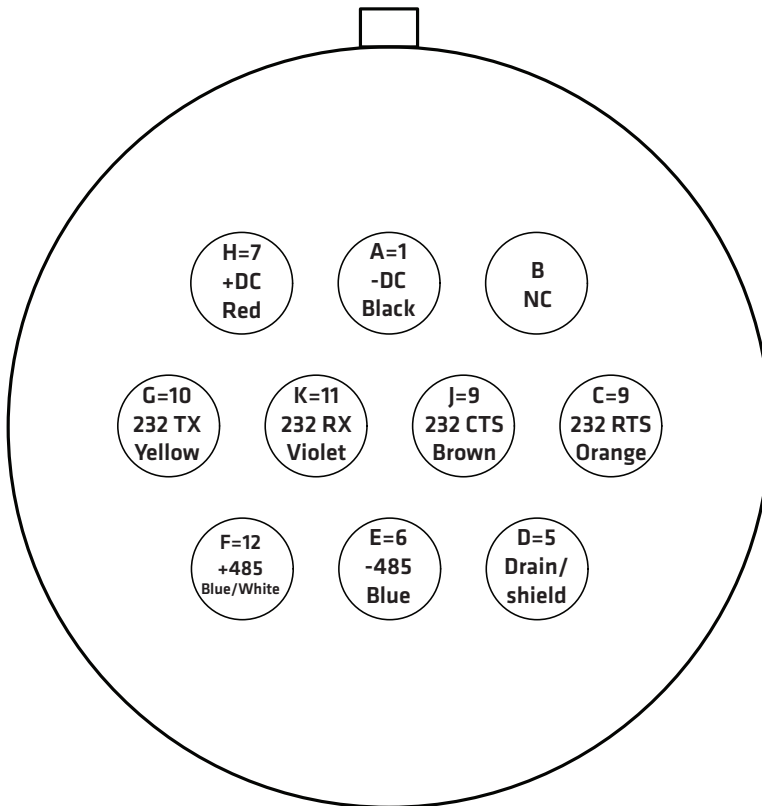 H=7
+DC
Red
A=1
-DC
Black
B
NC
G=10
232 TX
Yellow
K=11
232 RX
Violet
J=9
232 CTS
Brown
C=9
232 RTS
Orange
F=12
+485
Blue/White
E=6
-485
Blue
D=5
Drain/
shield